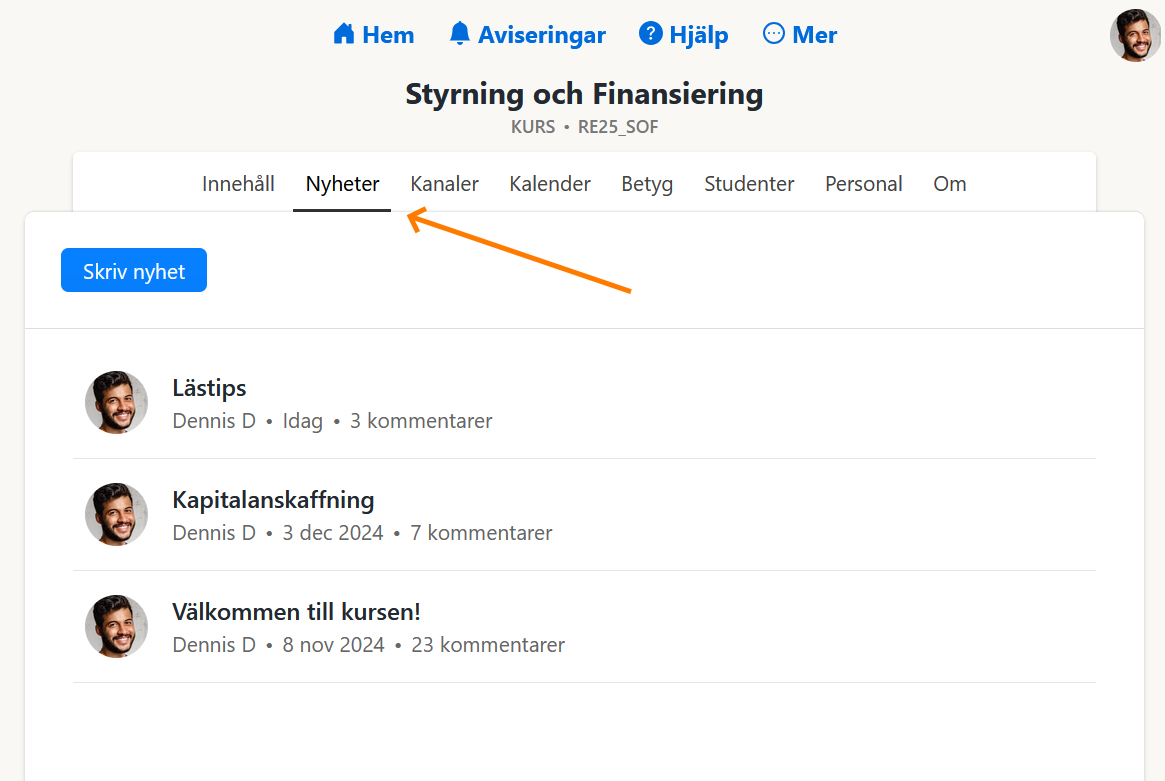 Hem Aviseringar Hjälp Mer
Styrning och Finansiering
KURS • RE25_SOF
Innehåll Nyheter Kanaler Kalender Betyg Studenter Personal Om
Skriv nyhet
Lästips
Dennis D • Idag • 3 kommentarer
Kapitalanskaffning
Dennis D • 3 dec 2024 • 7 kommentarer
Välkommen till kursen!
Dennis D • 8 nov 2024 • 23 kommentarer